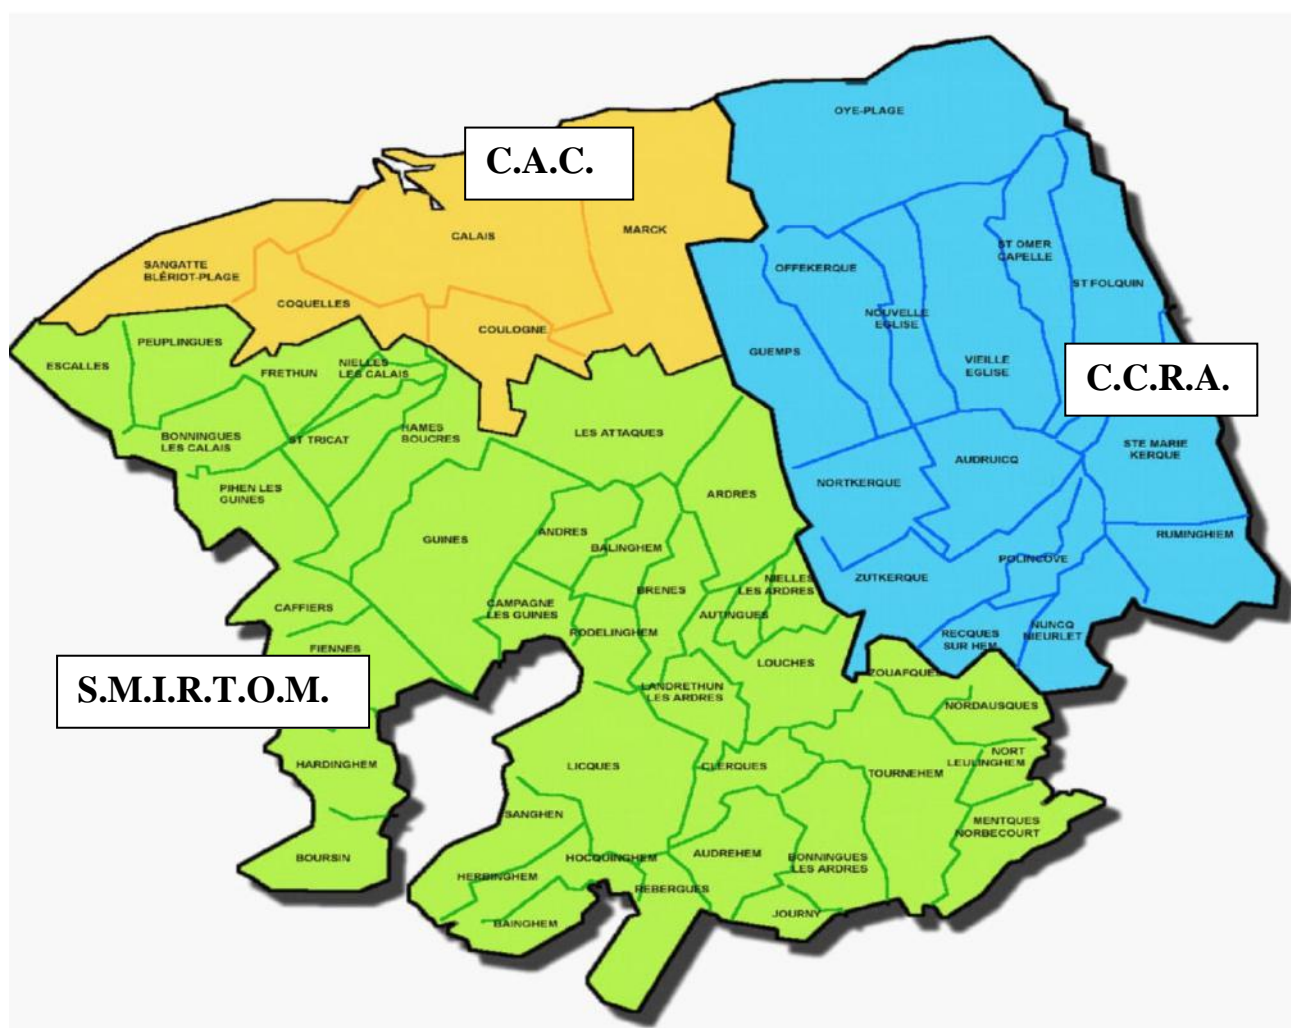 OYE-PLAGE
C.A.C.
MARCK
CALAIS
ST OMER
CAPELLE
SANGATTE
BLÉRIOT-PLAGE
OFFEKERQUE
ST FOLQUIN
COQUELLES
NOUVELLE
EGLISE
COULOGNE
PEUPLINGUES
GUEMPS
VIEILLE
EGLISE
ESCALLES
FRETHUN
NIELLES
LES CALAIS
C.C.R.A.
BONNINGUES
LES CALAIS
ST TRICAT
HAMES
BOUCRES
LES ATTAQUES
STE MARIE
KERQUE
AUDRUICQ
PIHEN LES
GUINES
NORTKERQUE
ARDRES
GUINES
ANDRES
BALINGHEM
RUMINGHIEM
POLINCOVE
ZUTKERQUE
NIELLES
LES ARDRES
BRENES
CAFFIERS
CAMPAGNE
LES GUINES
AUTINGUES
RODELINGHEM
NUNCQ
NIEURLET
RECQUES
SUR HEM
FIENNES
LOUCHES
ZOUAFQUES
S.M.I.R.T.O.M.
LANDRETHUN
LES ARDRES
NORDAUSQUES
HARDINGHEM
LICQUES
CLERQUES
TOURNEHEM
NORT
LEULINGHEM
SANGHEN
MENTQUES
NORBECOURT
BOURSIN
HOCQUINGHEM
AUDREHEM
BONNINGUES
LES ARDRES
HERBINGHEM
REBERGUES
BAINGHEM
JOURNY